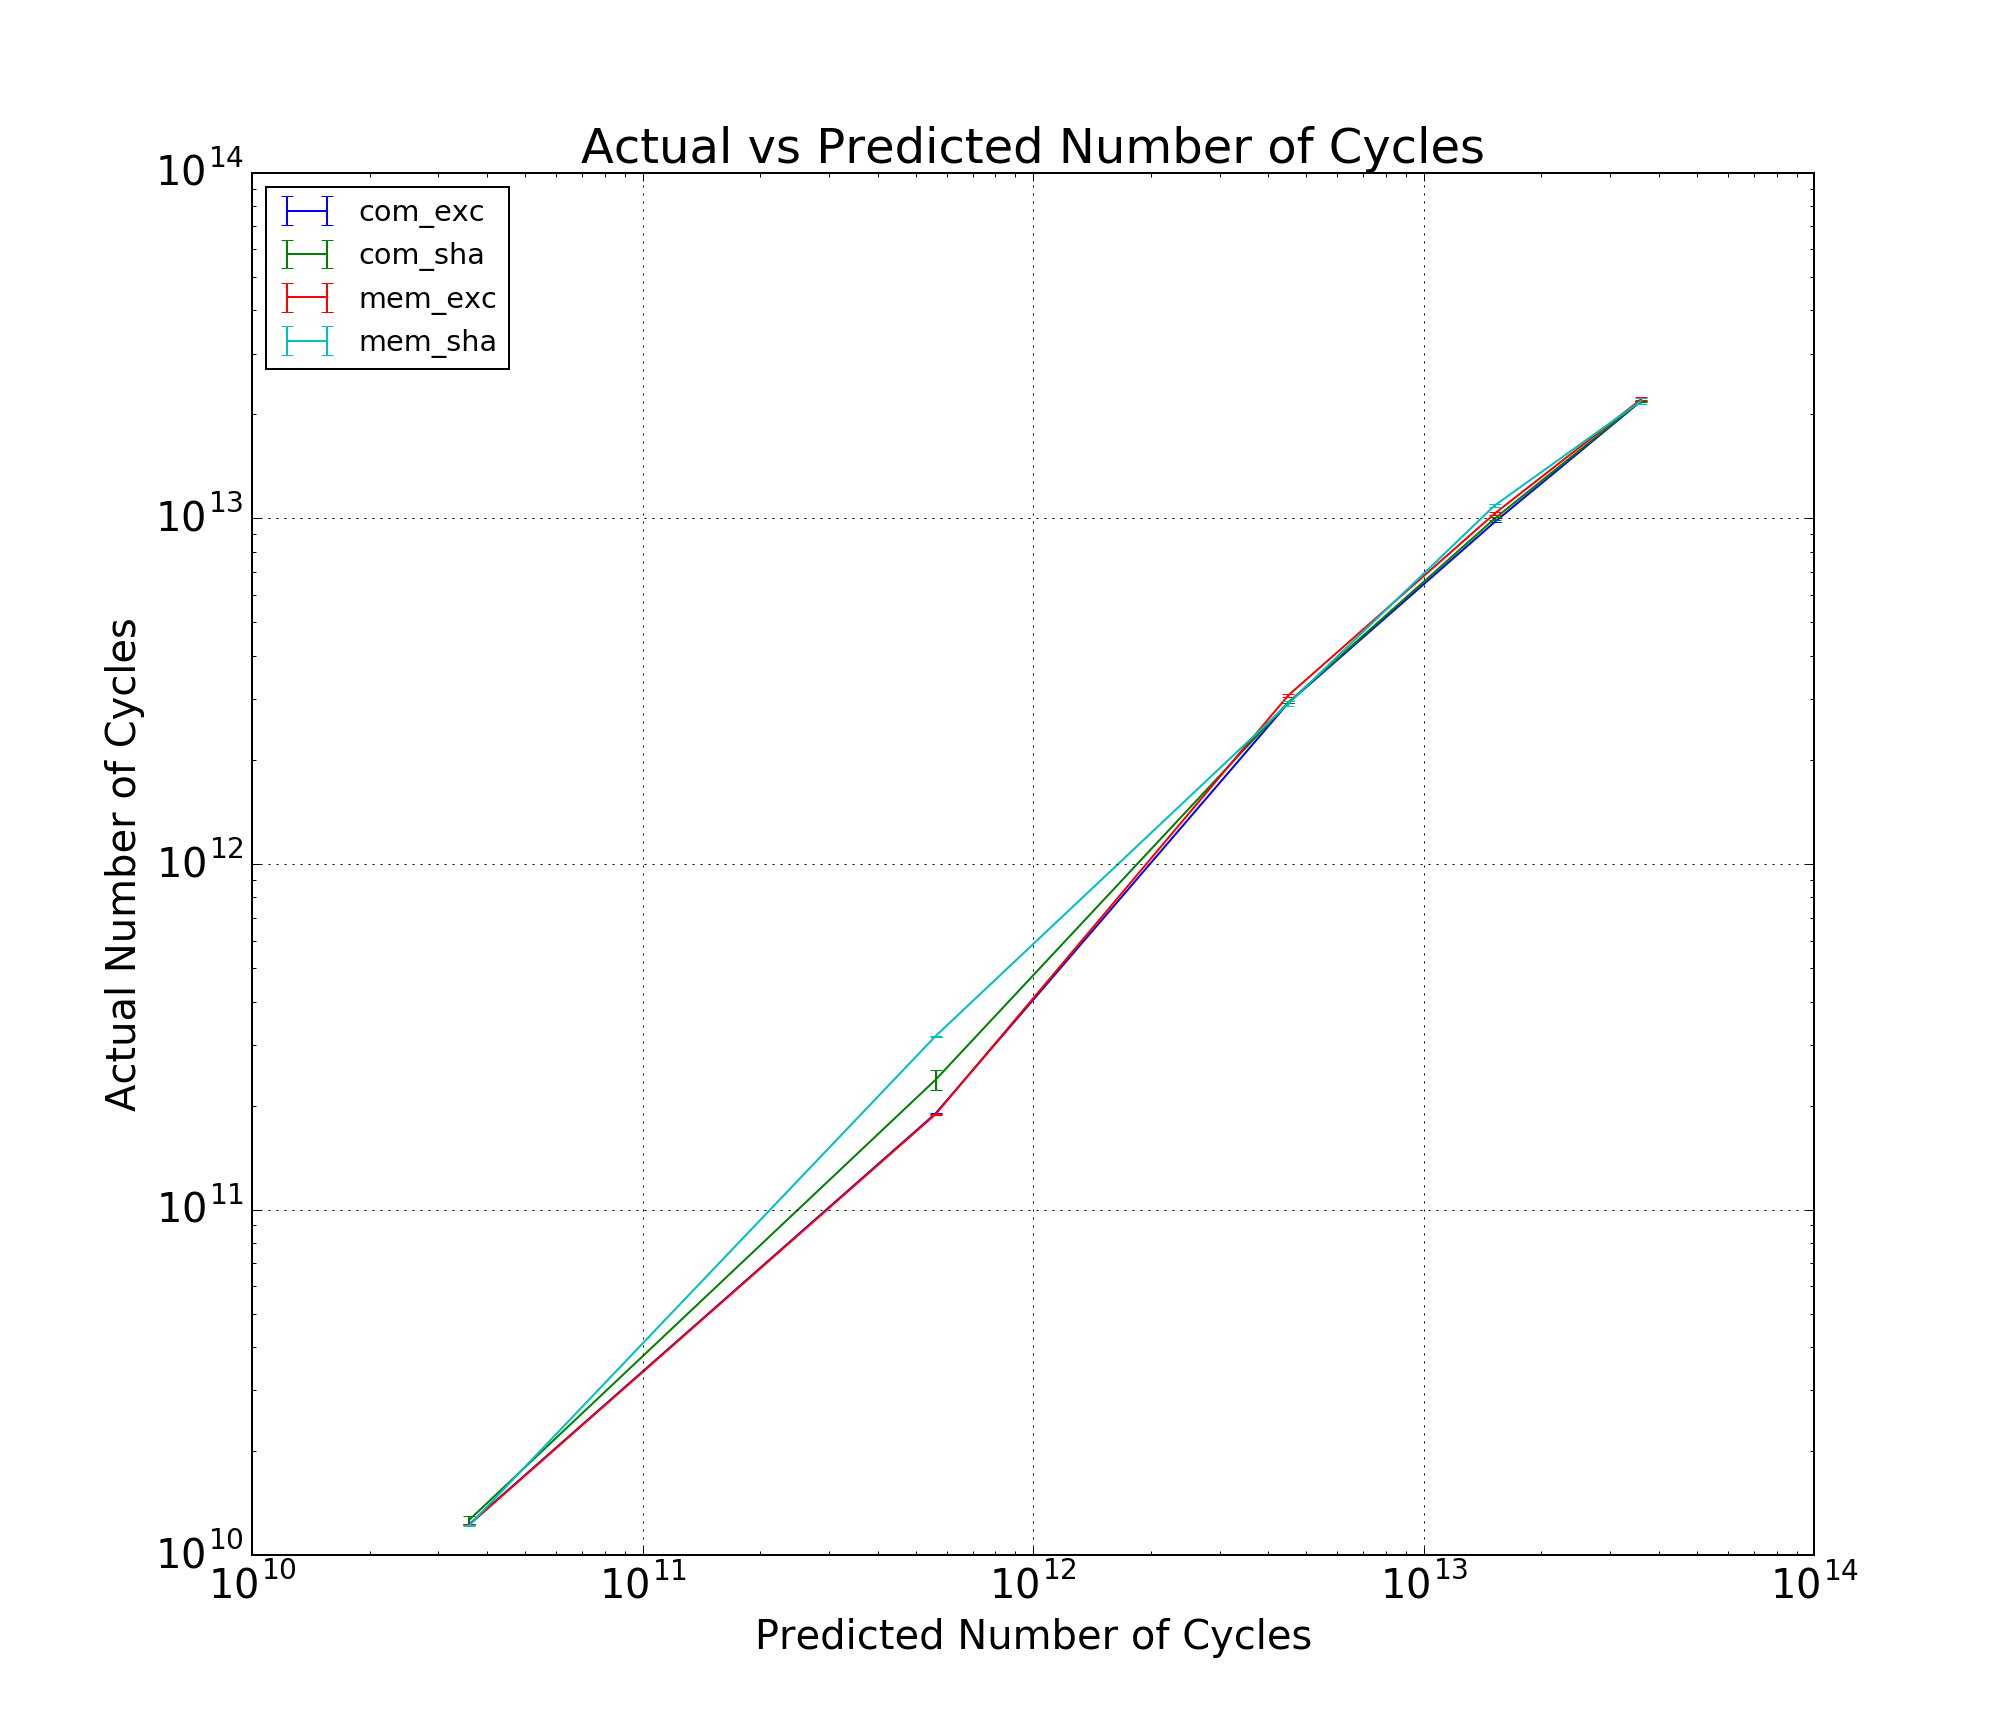 Actual vs Predicted Number of Cycles
10^14
10^13
10^12
10^11
10^10
Actual Number of Cycles
com_exc
com_sha
mem_exc
mem_sha
10^10 10^11 10^12 10^13 10^14
Predicted Number of Cycles